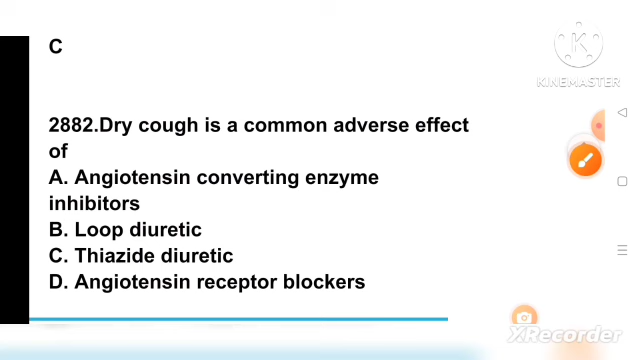 C
K
KINEMASTER
2882.Dry cough is a common adverse effect
of
A. Angiotensin converting enzyme
inhibitors
B. Loop diuretic
C. Thiazide diuretic
D. Angiotensin receptor blockers
XRecorder